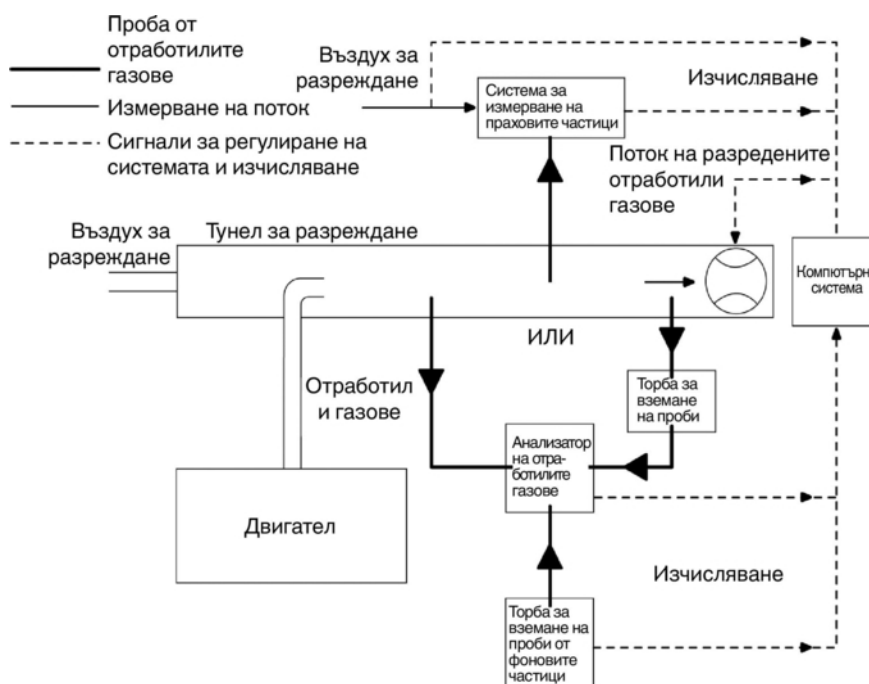 Проба от
отработилите
газове
Измерване на поток
Сигнали за регулиране на
системата и изчисляване
Въздух за
разреждане
Система за
измерване на
праховите частици
Изчисляване
Поток на разредените
отработили
газове
Въздух за
разреждане
Тунел за разреждане
Компютърн
система
ИЛИ
Отработил
и газове
Торба за
вземане
на проби
Анализатор
на отра-
ботилите
газове
Двигател
Изчисляване
Торба за
вземане на
проби от
фоновите
частици